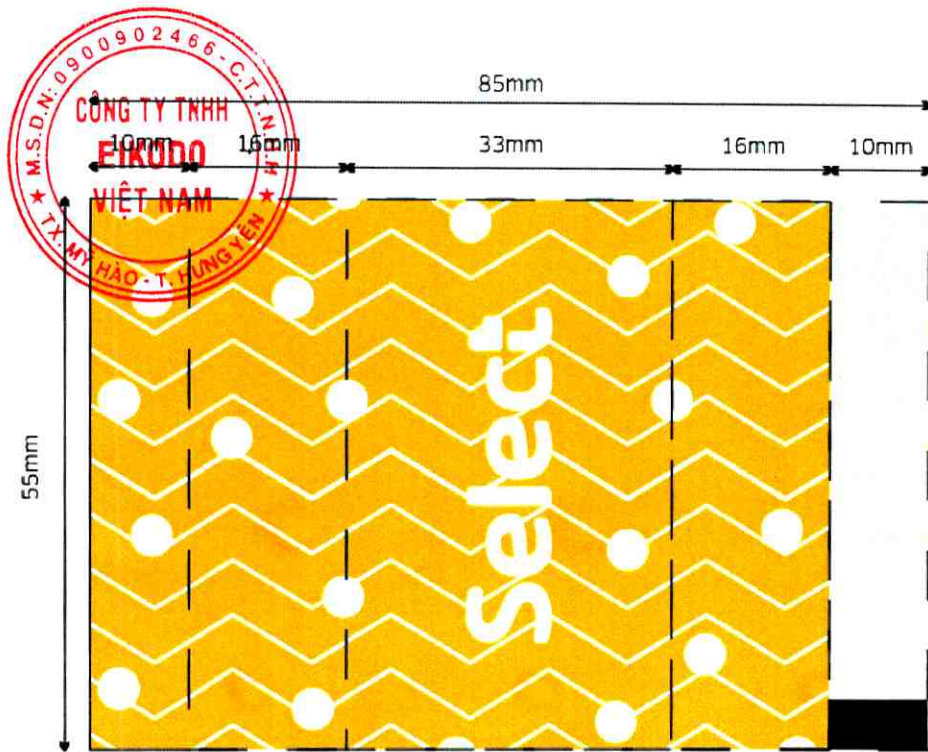 M.S.D.N: 0900902466 - C.T.T.N.H.H
CÔNG TY TNHH
EIKODO
VIỆT NAM
★ TX. MỸ HÀO - T. HƯNG YÊN ★
85mm
10mm 16mm 33mm 16mm 10mm
55mm
Select